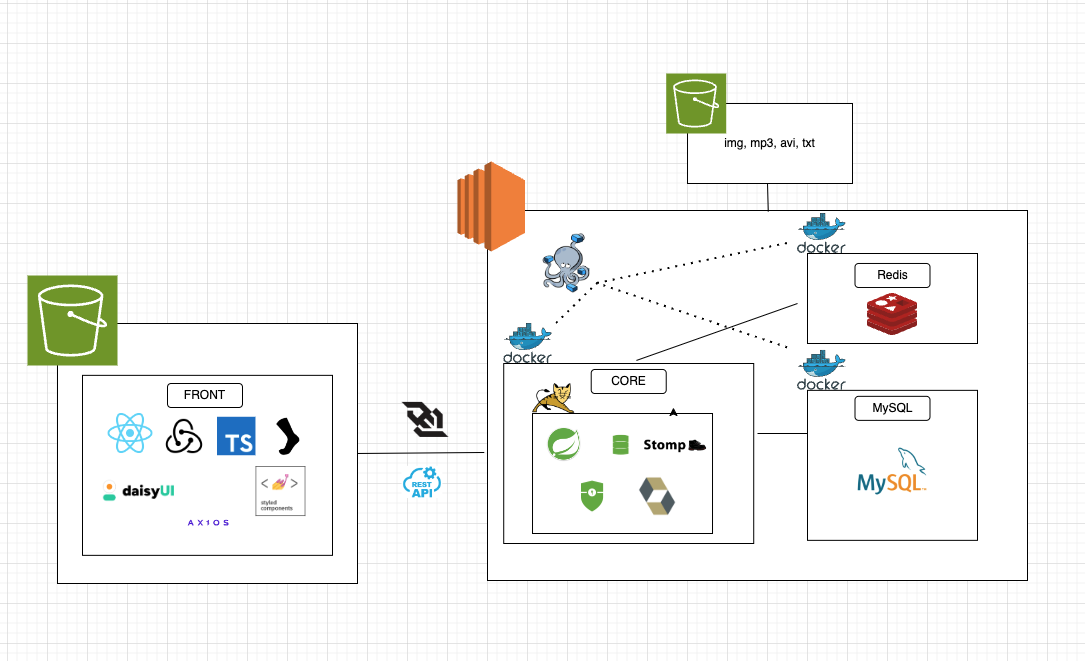 img, mp3, avi, txt
docker
Redis
docker
docker
CORE
MySQL
FRONT
TS
Stomp
daisyUI
REST
API
MySQL
< >
styled
components
AXIOS